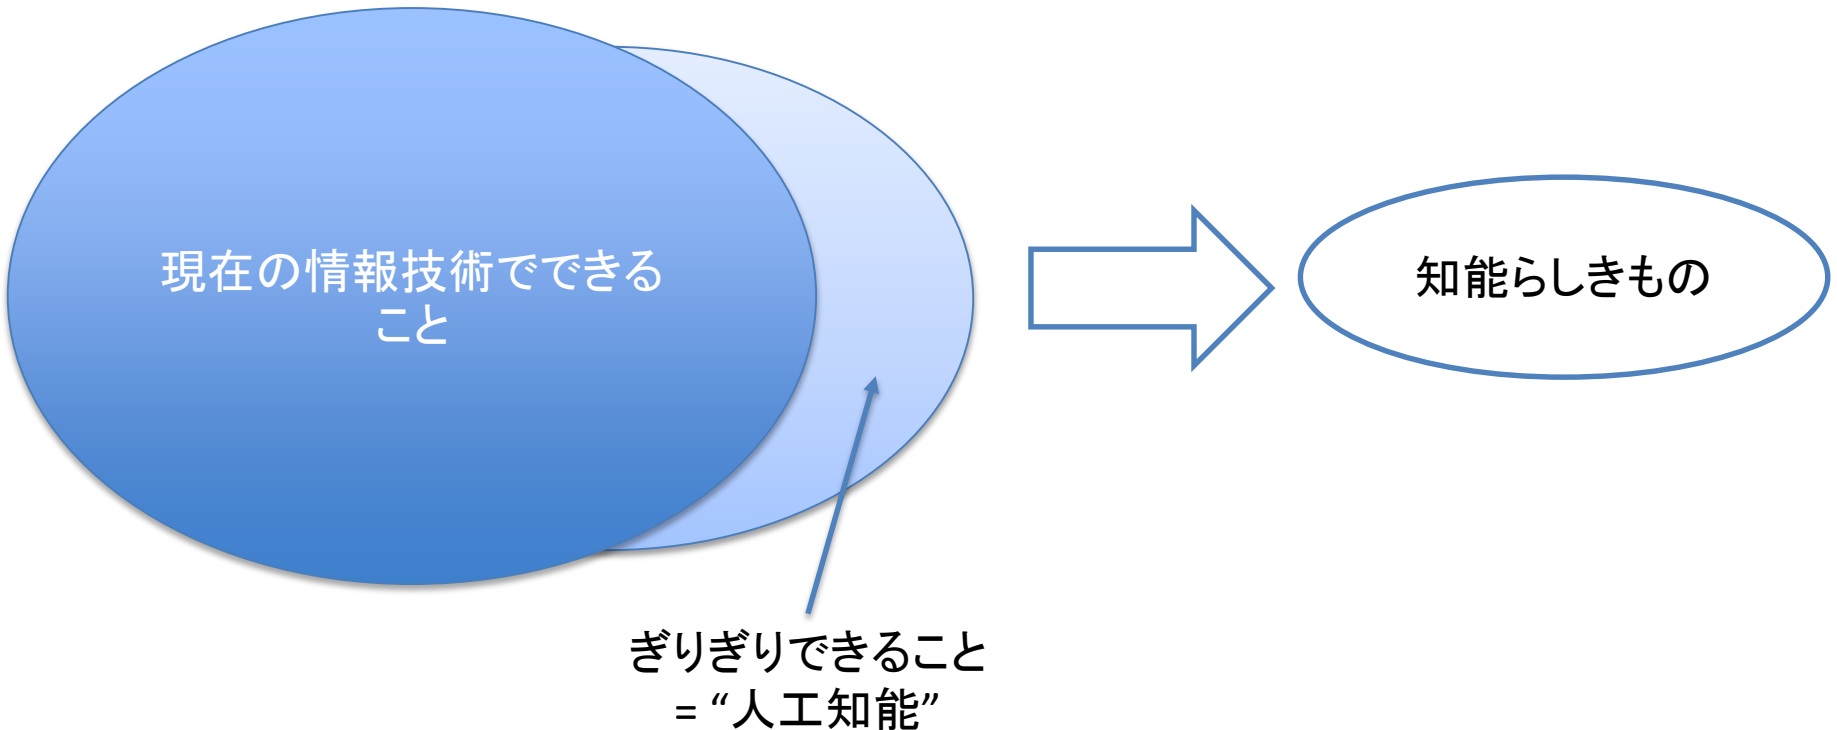 現在の情報技術でできる
こと
知能らしきもの
ぎりぎりできること
= “人工知能”